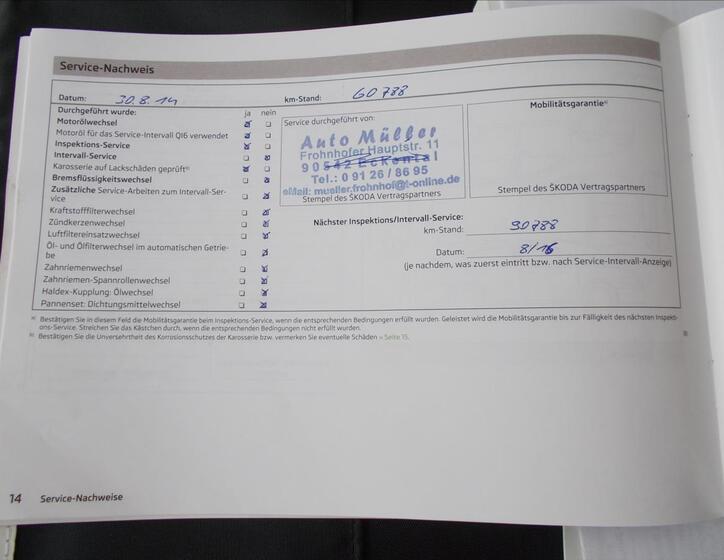 Service-Nachweis
Datum: 30.8.14
km-Stand: 60788
Durchgeführt wurde: ja nein
Motorölwechsel
Motoröl für das Service-Intervall QI6 verwendet
Inspektions-Service
Intervall-Service
Karosserie auf Lackschäden geprüft
Bremsflüssigkeitswechsel
Zusätzliche Service-Arbeiten zum Intervall-Ser-
vice
Kraftstofffilterwechsel
Zündkerzenwechsel
Luftfiltereinsatzwechsel
Öl- und Ölfilterwechsel im automatischen Getrie-
be
Zahnriemenwechsel
Zahnriemen-Spannrollenwechsel
Haldex-Kupplung: Ölwechsel
Pannenset: Dichtungsmittelwechsel
Service durchgeführt von:
Auto Müller
Frohnhofer Hauptstr. 11
90542 Eckental
Tel.: 0 91 26 / 86 95
eMail: mueller.frohnhof@t-online.de
Stempel des ŠKODA Vertragspartners
Mobilitätsgarantie a)
Stempel des ŠKODA Vertragspartners
Nächster Inspektions/Intervall-Service:
km-Stand: 90788
Datum: 8/16
(je nachdem, was zuerst eintritt bzw. nach Service-Intervall-Anzeige)
a) Bestätigen Sie in diesem Feld die Mobilitätsgarantie beim Inspektions-Service, wenn die entsprechenden Bedingungen erfüllt wurden. Geleistet wird die Mobilitätsgarantie bis zur Fälligkeit des nächsten Inspekti-
ons-Service. Streichen Sie das Kästchen durch, wenn die entsprechenden Bedingungen nicht erfüllt wurden.
b) Bestätigen Sie die Unversehrtheit des Korrosionsschutzes der Karosserie bzw. vermerken Sie eventuelle Schäden » Seite 15.
14 Service-Nachweise